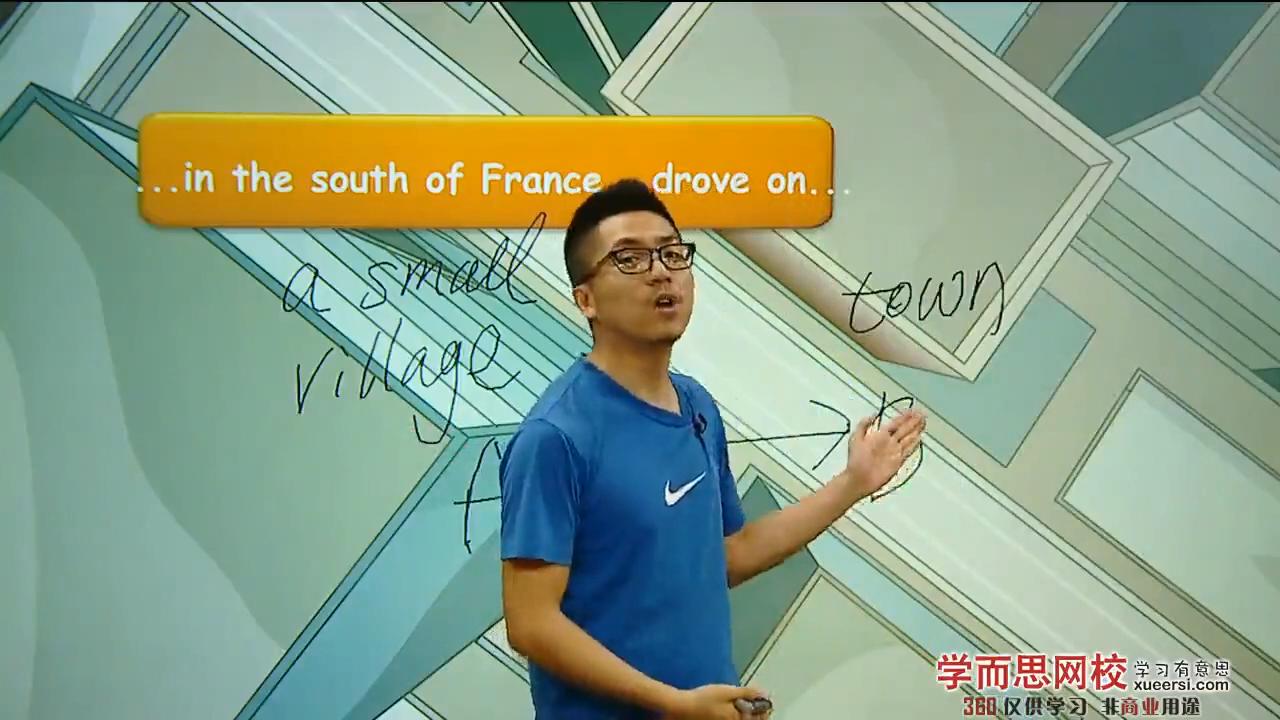 ...in the south of France... drove on...
a small
village
town
A
B
学而思网校 学习有意思
xueersi.com
360 仅供学习 非商业用途